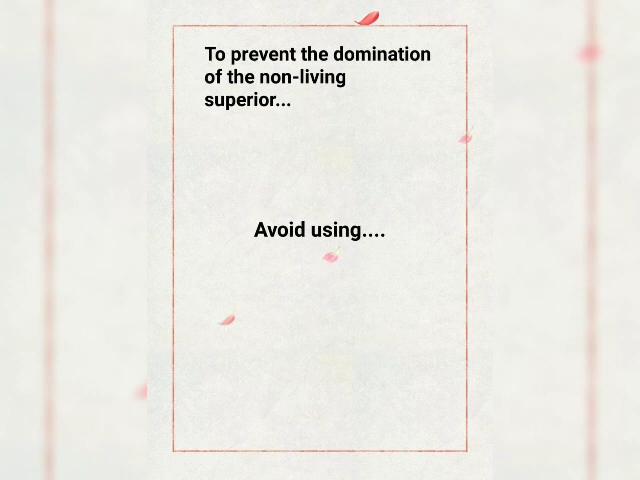 To prevent the domination
of the non-living
superior...
Avoid using....